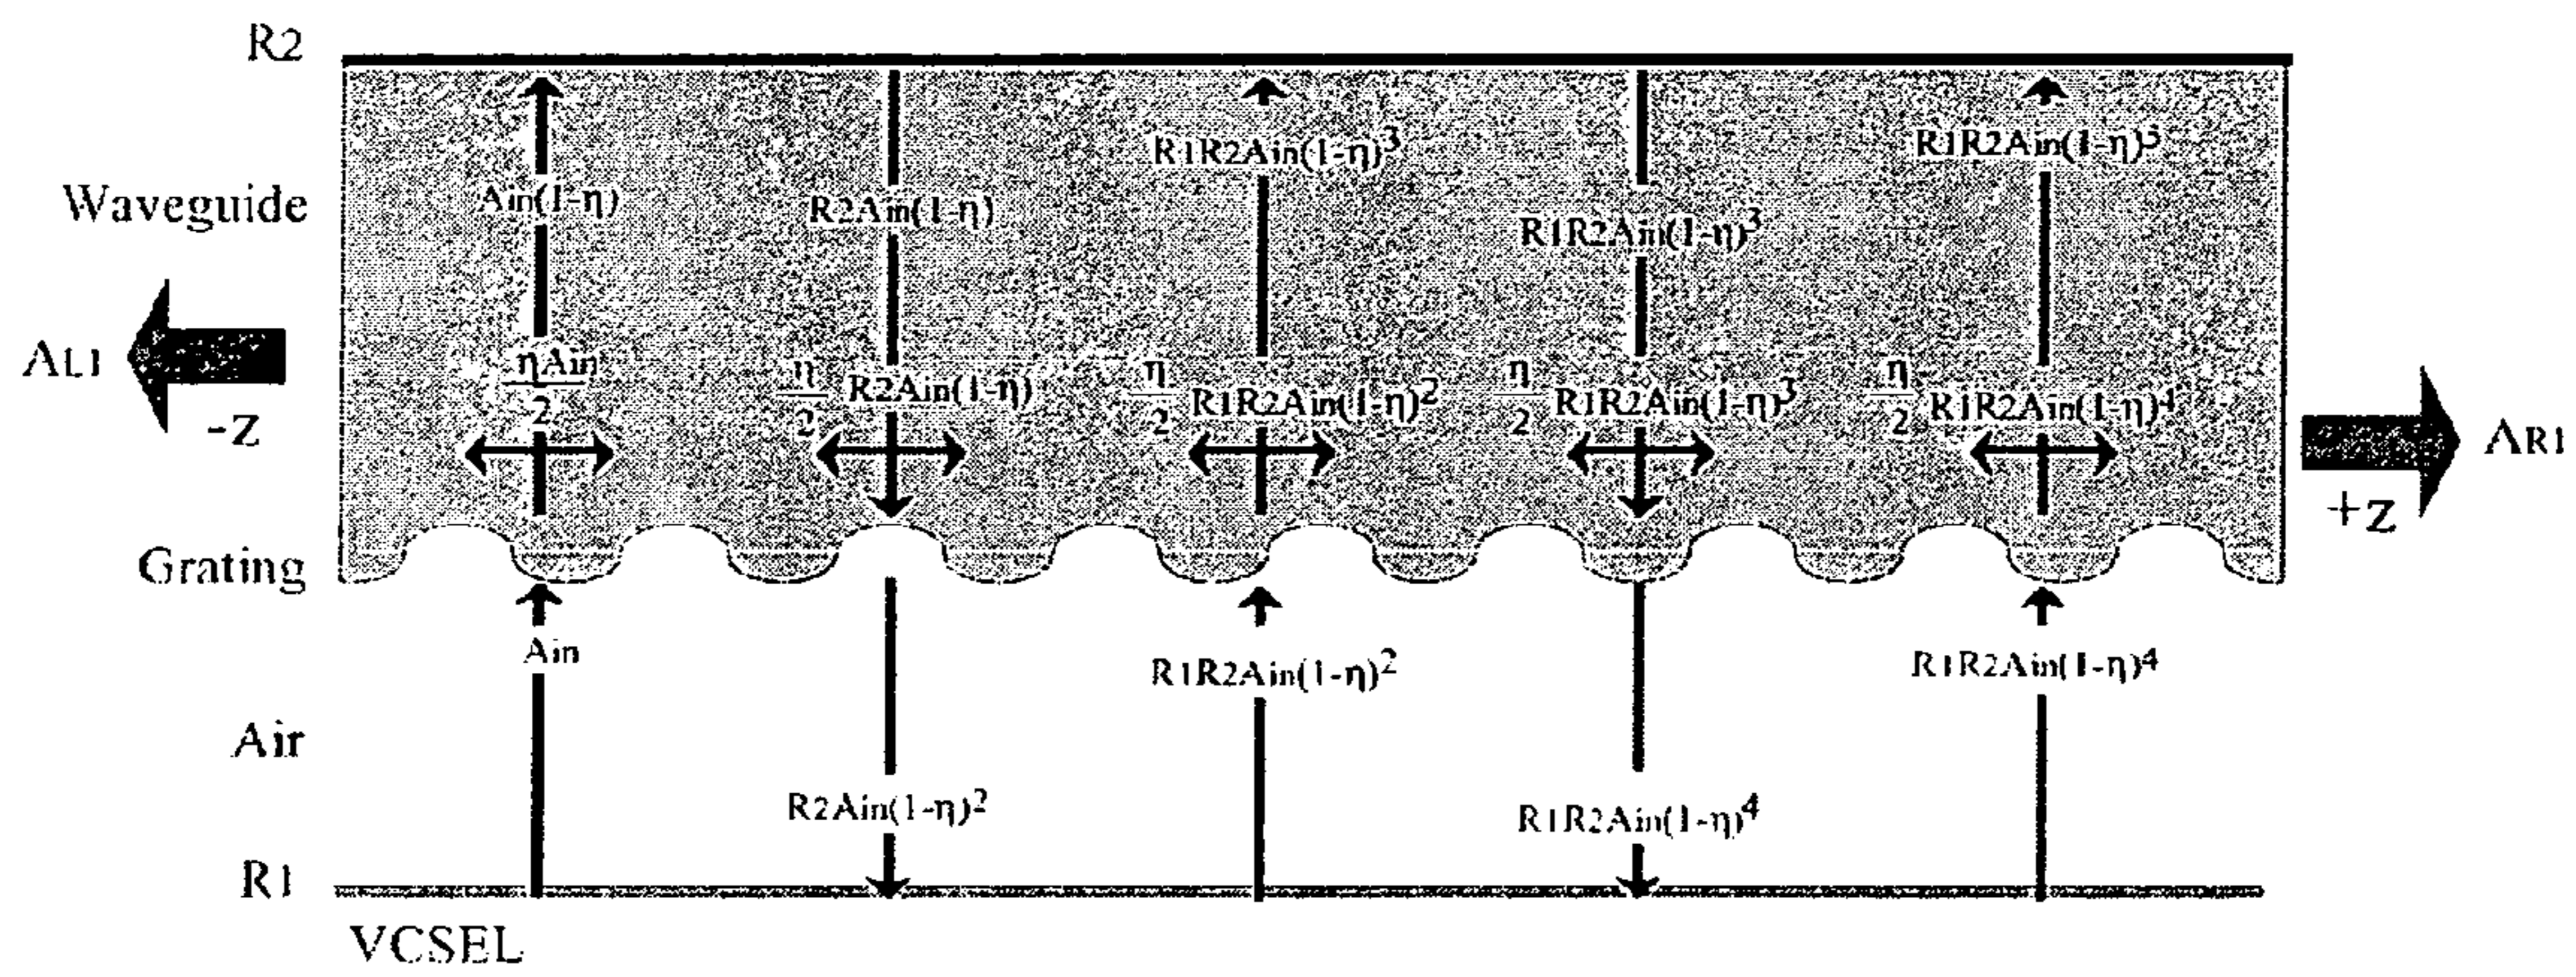 R2
R1R2Ain(1-η)³
R1R2Ain(1-η)⁵
Waveguide
Ain(1-η)
R2Ain(1-η)
R1R2Ain(1-η)³
AL1
-z
ηAin/2
η/2 R2Ain(1-η)
η/2 R1R2Ain(1-η)²
η/2 R1R2Ain(1-η)³
η/2 R1R2Ain(1-η)⁴
AR1
+z
Grating
Ain
R1R2Ain(1-η)²
R1R2Ain(1-η)⁴
Air
R2Ain(1-η)²
R1R2Ain(1-η)⁴
R1
VCSEL